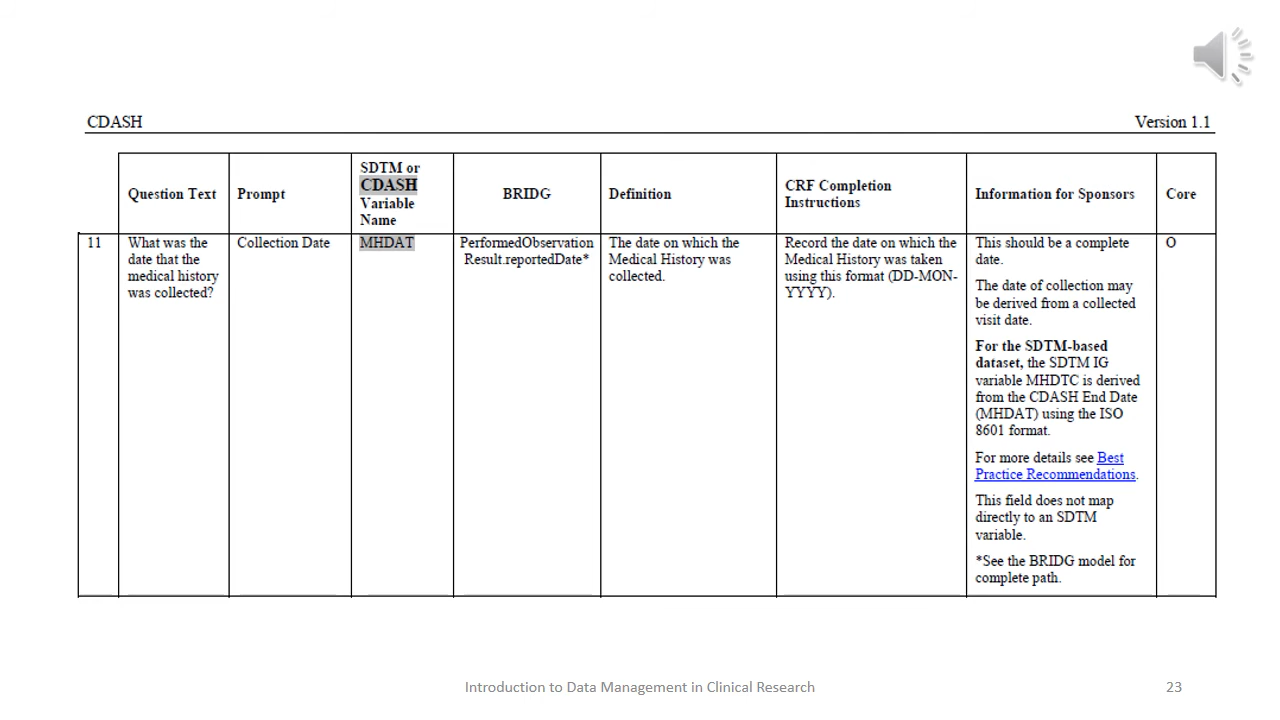 CDASH
Version 1.1
Question Text
Prompt
SDTM or
CDASH
Variable
Name
BRIDG
Definition
CRF Completion
Instructions
Information for Sponsors
Core
11
What was the
date that the
medical history
was collected?
Collection Date
MHDAT
PerformedObservation
Result.reportedDate*
The date on which the
Medical History was
collected.
Record the date on which the
Medical History was taken
using this format (DD-MON-
YYYY).
This should be a complete
date.
The date of collection may
be derived from a collected
visit date.
For the SDTM-based
dataset, the SDTM IG
variable MHDTC is derived
from the CDASH End Date
(MHDAT) using the ISO
8601 format.
For more details see Best
Practice Recommendations.
This field does not map
directly to an SDTM
variable.
*See the BRIDG model for
complete path.
O
Introduction to Data Management in Clinical Research
23